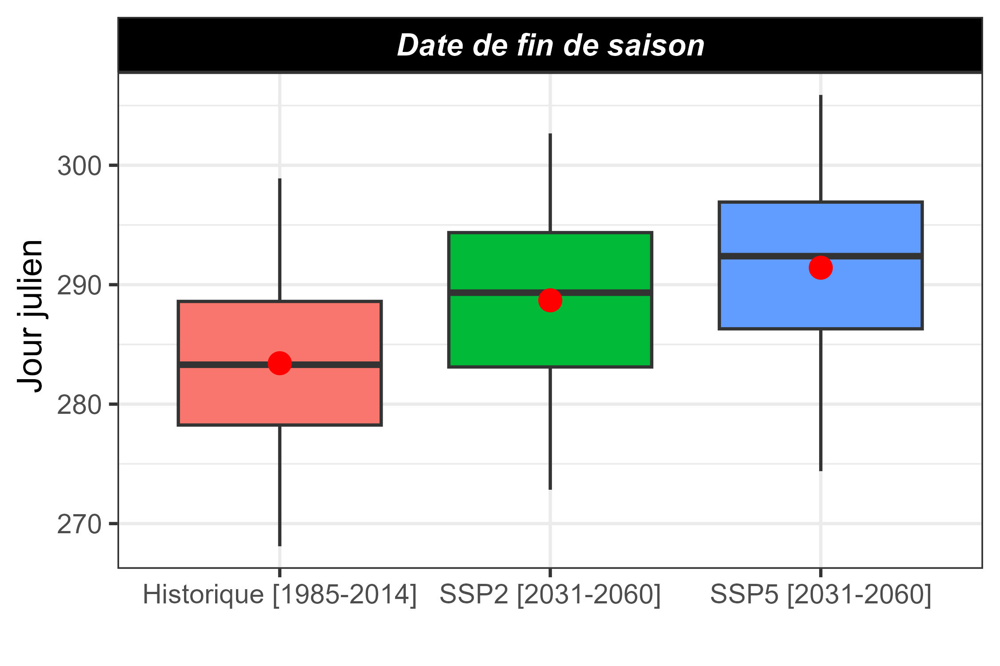 Date de fin de saison
Jour julien
300
290
280
270
Historique [1985-2014]
SSP2 [2031-2060]
SSP5 [2031-2060]